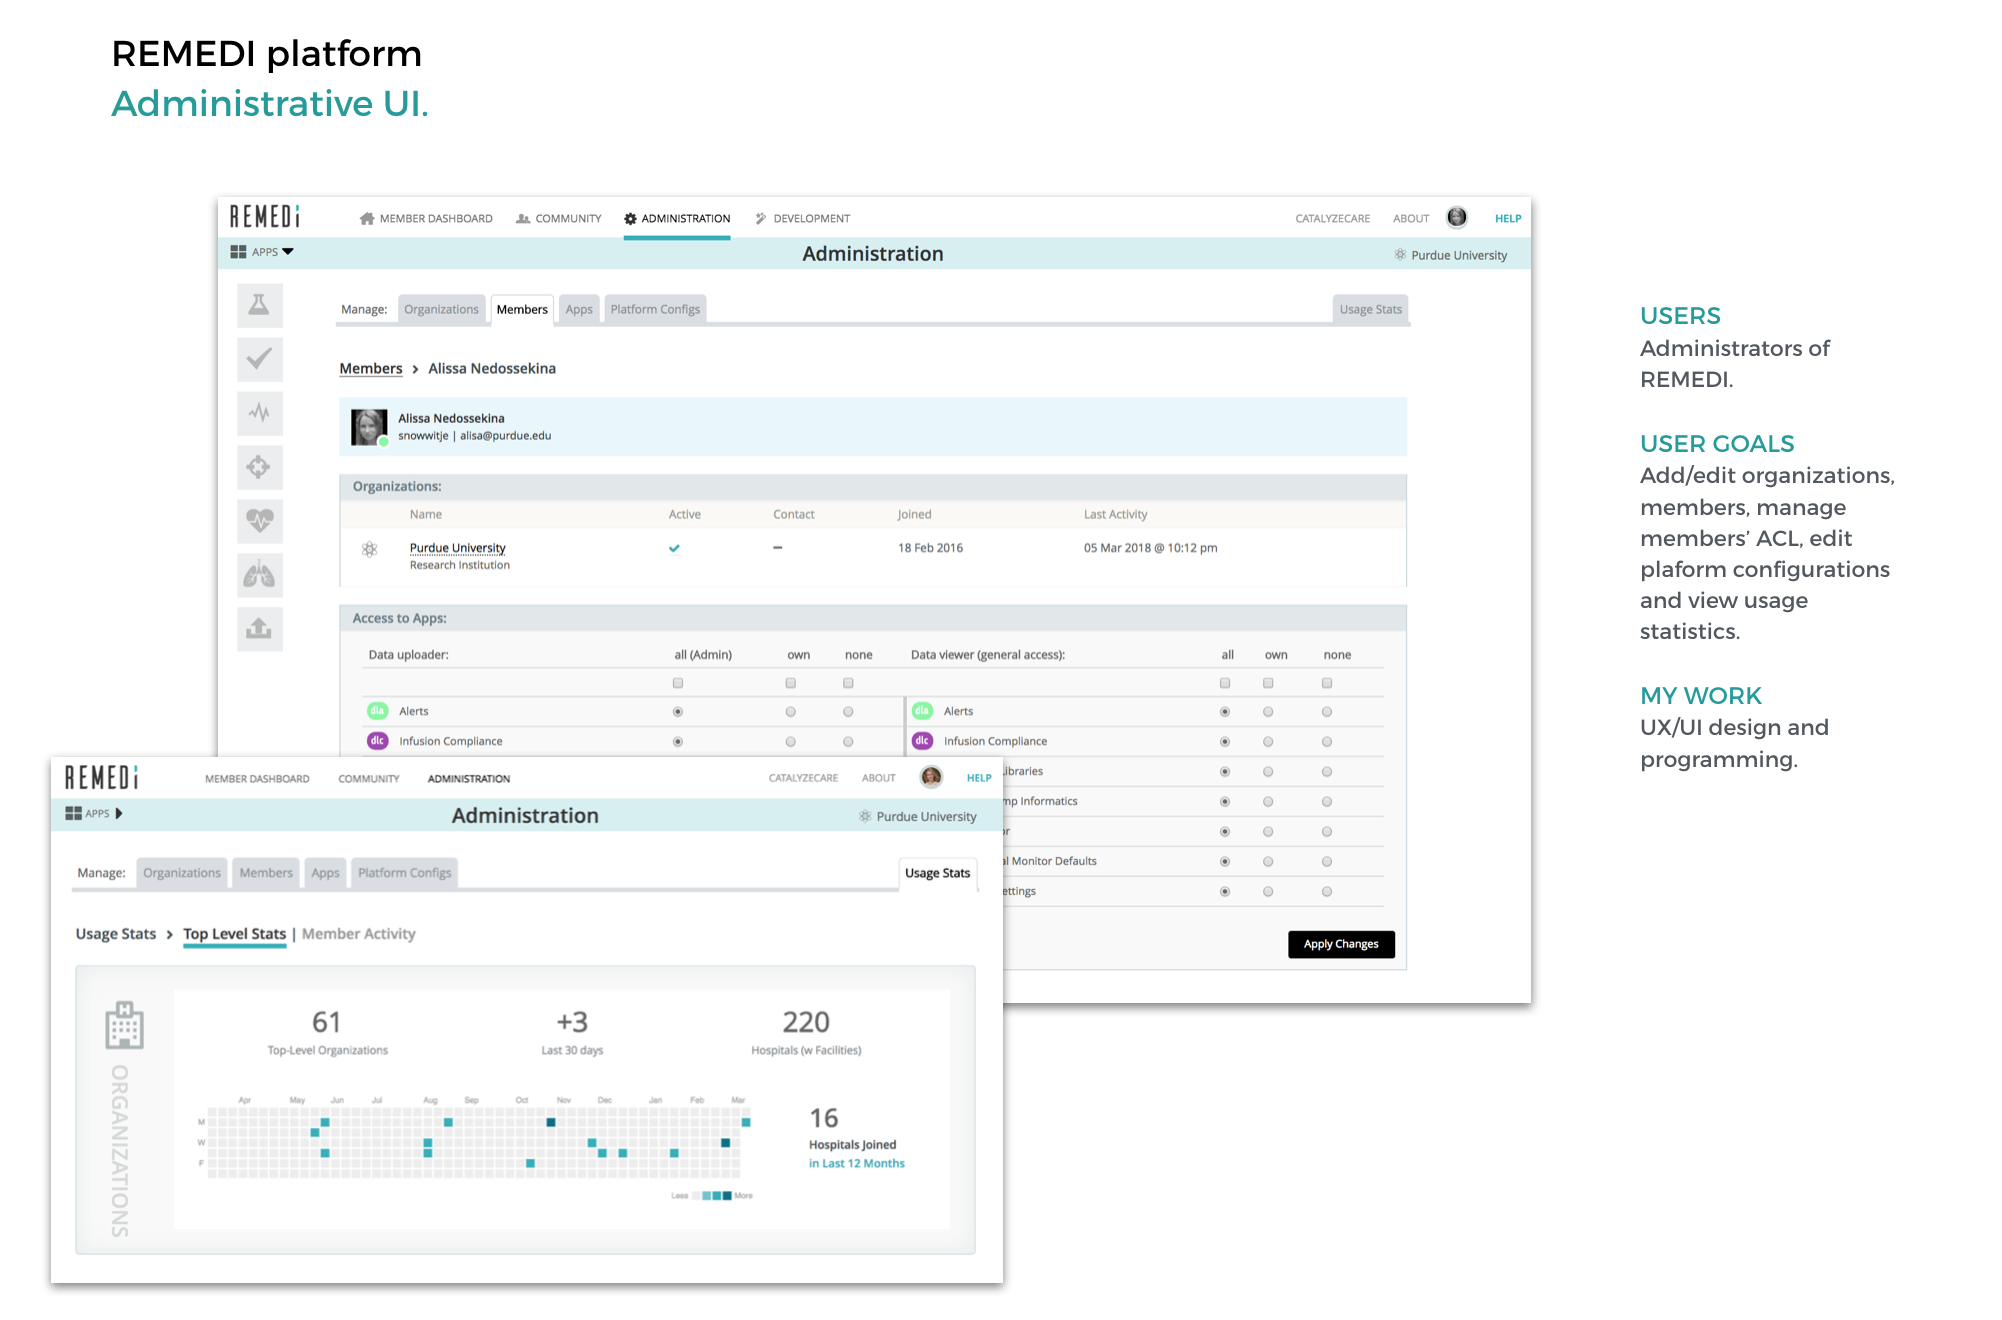 REMEDI platform
Administrative UI.
REMEDi
MEMBER DASHBOARD
COMMUNITY
ADMINISTRATION
DEVELOPMENT
CATALYZECARE
ABOUT
HELP
APPS
Administration
Purdue University
Manage:
Organizations
Members
Apps
Platform Configs
Usage Stats
Members > Alissa Nedossekina
Alissa Nedossekina
snowwitje | alisa@purdue.edu
Organizations:
Name Active Contact Joined Last Activity
Purdue University – 18 Feb 2016 05 Mar 2018 @ 10:12 pm
Research Institution
Access to Apps:
Data uploader: all (Admin) own none Data viewer (general access): all own none
dla Alerts dla Alerts
dlc Infusion Compliance dlc Infusion Compliance
ibraries
mp Informatics
or
al Monitor Defaults
ettings
Apply Changes
REMEDi
MEMBER DASHBOARD
COMMUNITY
ADMINISTRATION
CATALYZECARE
ABOUT
HELP
APPS
Administration
Purdue University
Manage:
Organizations
Members
Apps
Platform Configs
Usage Stats
Usage Stats > Top Level Stats | Member Activity
H
ORGANIZATIONS
61
Top-Level Organizations
+3
Last 30 days
220
Hospitals (w Facilities)
Apr May Jun Jul Aug Sep Oct Nov Dec Jan Feb Mar
M
W
F
Less More
16
Hospitals Joined
in Last 12 Months
USERS
Administrators of
REMEDI.
USER GOALS
Add/edit organizations,
members, manage
members’ ACL, edit
plaform configurations
and view usage
statistics.
MY WORK
UX/UI design and
programming.